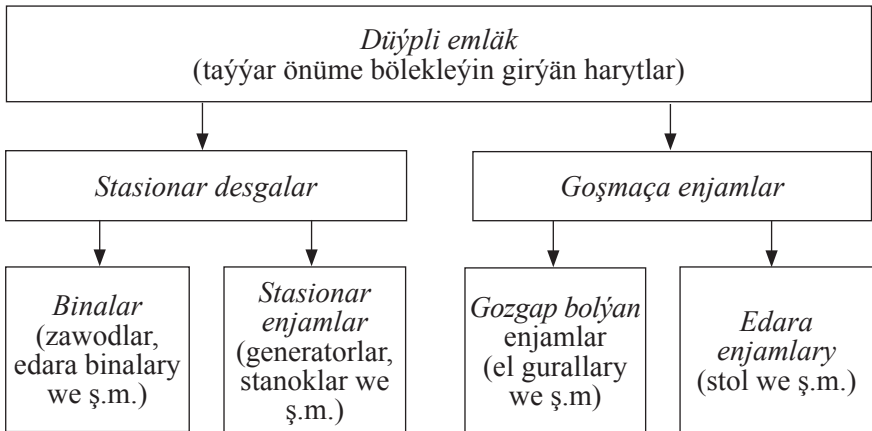 Düýpli emläk
(taýýar önüme bölekleýin girýän harytlar)
Stasionar desgalar
Goşmaça enjamlar
Binalar
(zawodlar,
edara binalary
we ş.m.)
Stasionar
enjamlar
(generatorlar,
stanoklar we
ş.m.)
Gozgap bolýan
enjamlar
(el gurallary
we ş.m)
Edara
enjamlary
(stol we ş.m.)